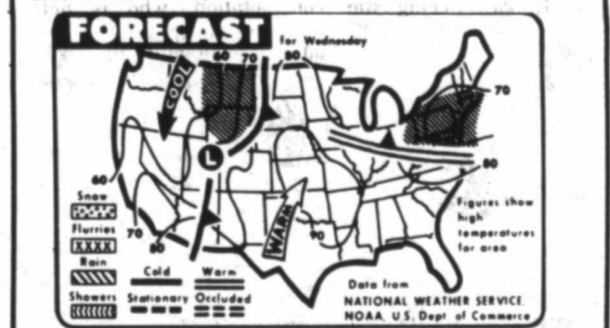 FORECAST
for Wednesday
60 70 80
COOL
70
L
80
60
Snow
Flurries
XXXX
70
80
WARM
90
Figures show
high
temperatures
for area
Rain
Cold Warm
Showers Stationary Occluded
Data from
NATIONAL WEATHER SERVICE,
NOAA, U.S. Dept of Commerce